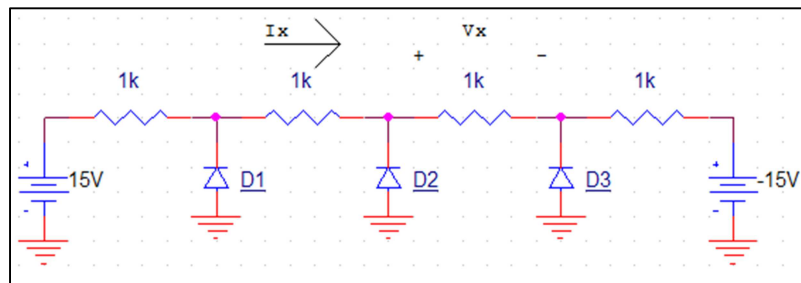 Ix Vx
+ -
1k 1k 1k 1k
+ 15V - D1 D2 D3 + -15V -